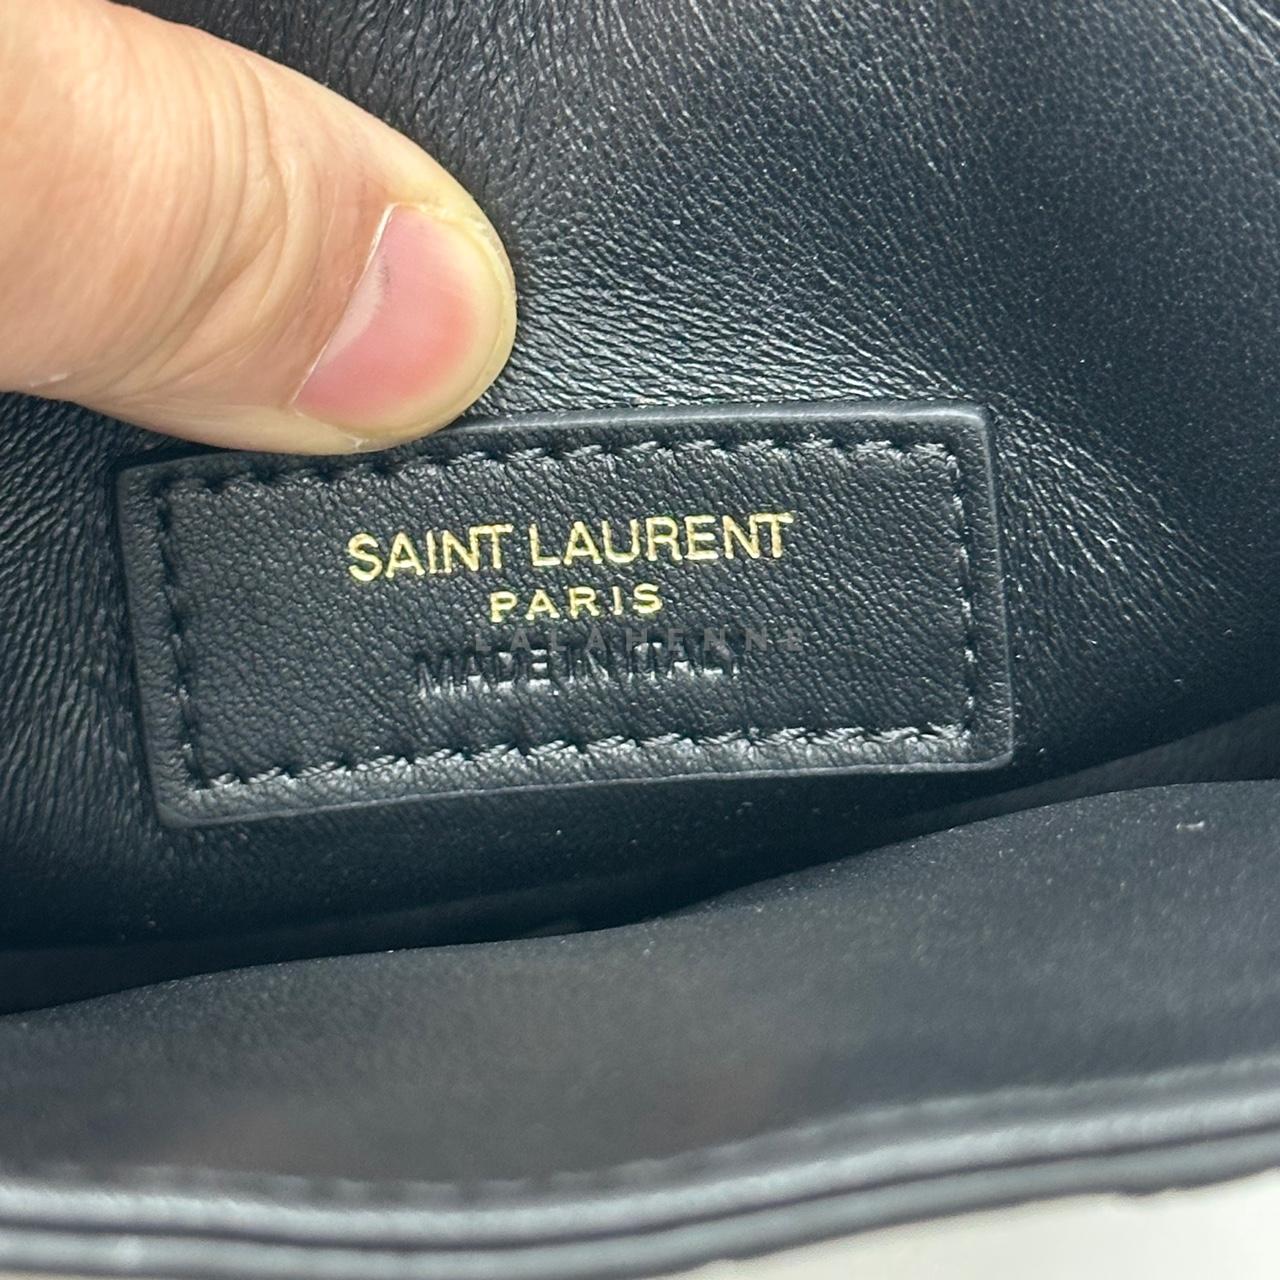 SAINT LAURENT
PARIS
LALAHENNE
MADE IN ITALY